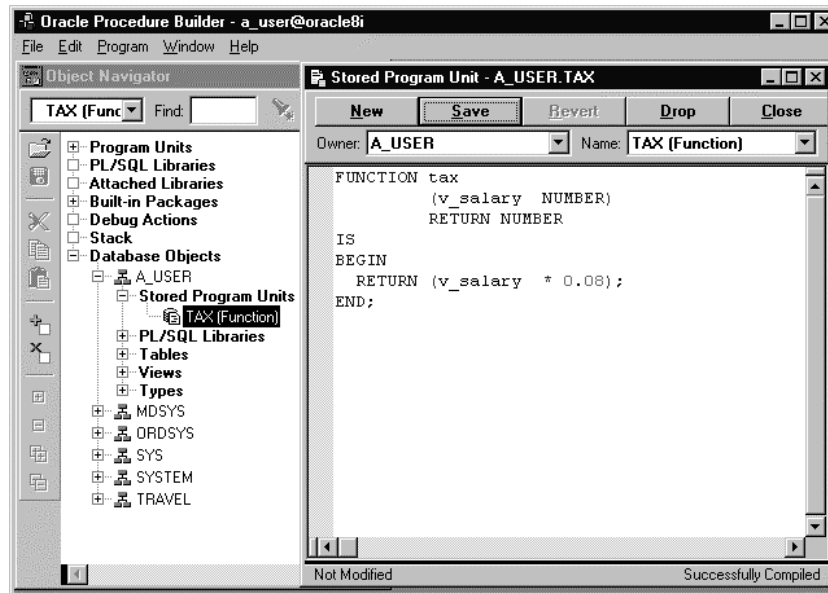 Oracle Procedure Builder - a_user@oracle8i
File Edit Program Window Help
Object Navigator
TAX (Func
Find:
Program Units
PL/SQL Libraries
Attached Libraries
Built-in Packages
Debug Actions
Stack
Database Objects
A_USER
Stored Program Units
TAX (Function)
PL/SQL Libraries
Tables
Views
Types
MDSYS
ORDSYS
SYS
SYSTEM
TRAVEL
Stored Program Unit - A_USER.TAX
New Save Revert Drop Close
Owner: A_USER Name: TAX (Function)
FUNCTION tax
(v_salary NUMBER)
RETURN NUMBER
IS
BEGIN
RETURN (v_salary * 0.08);
END;
Not Modified Successfully Compiled